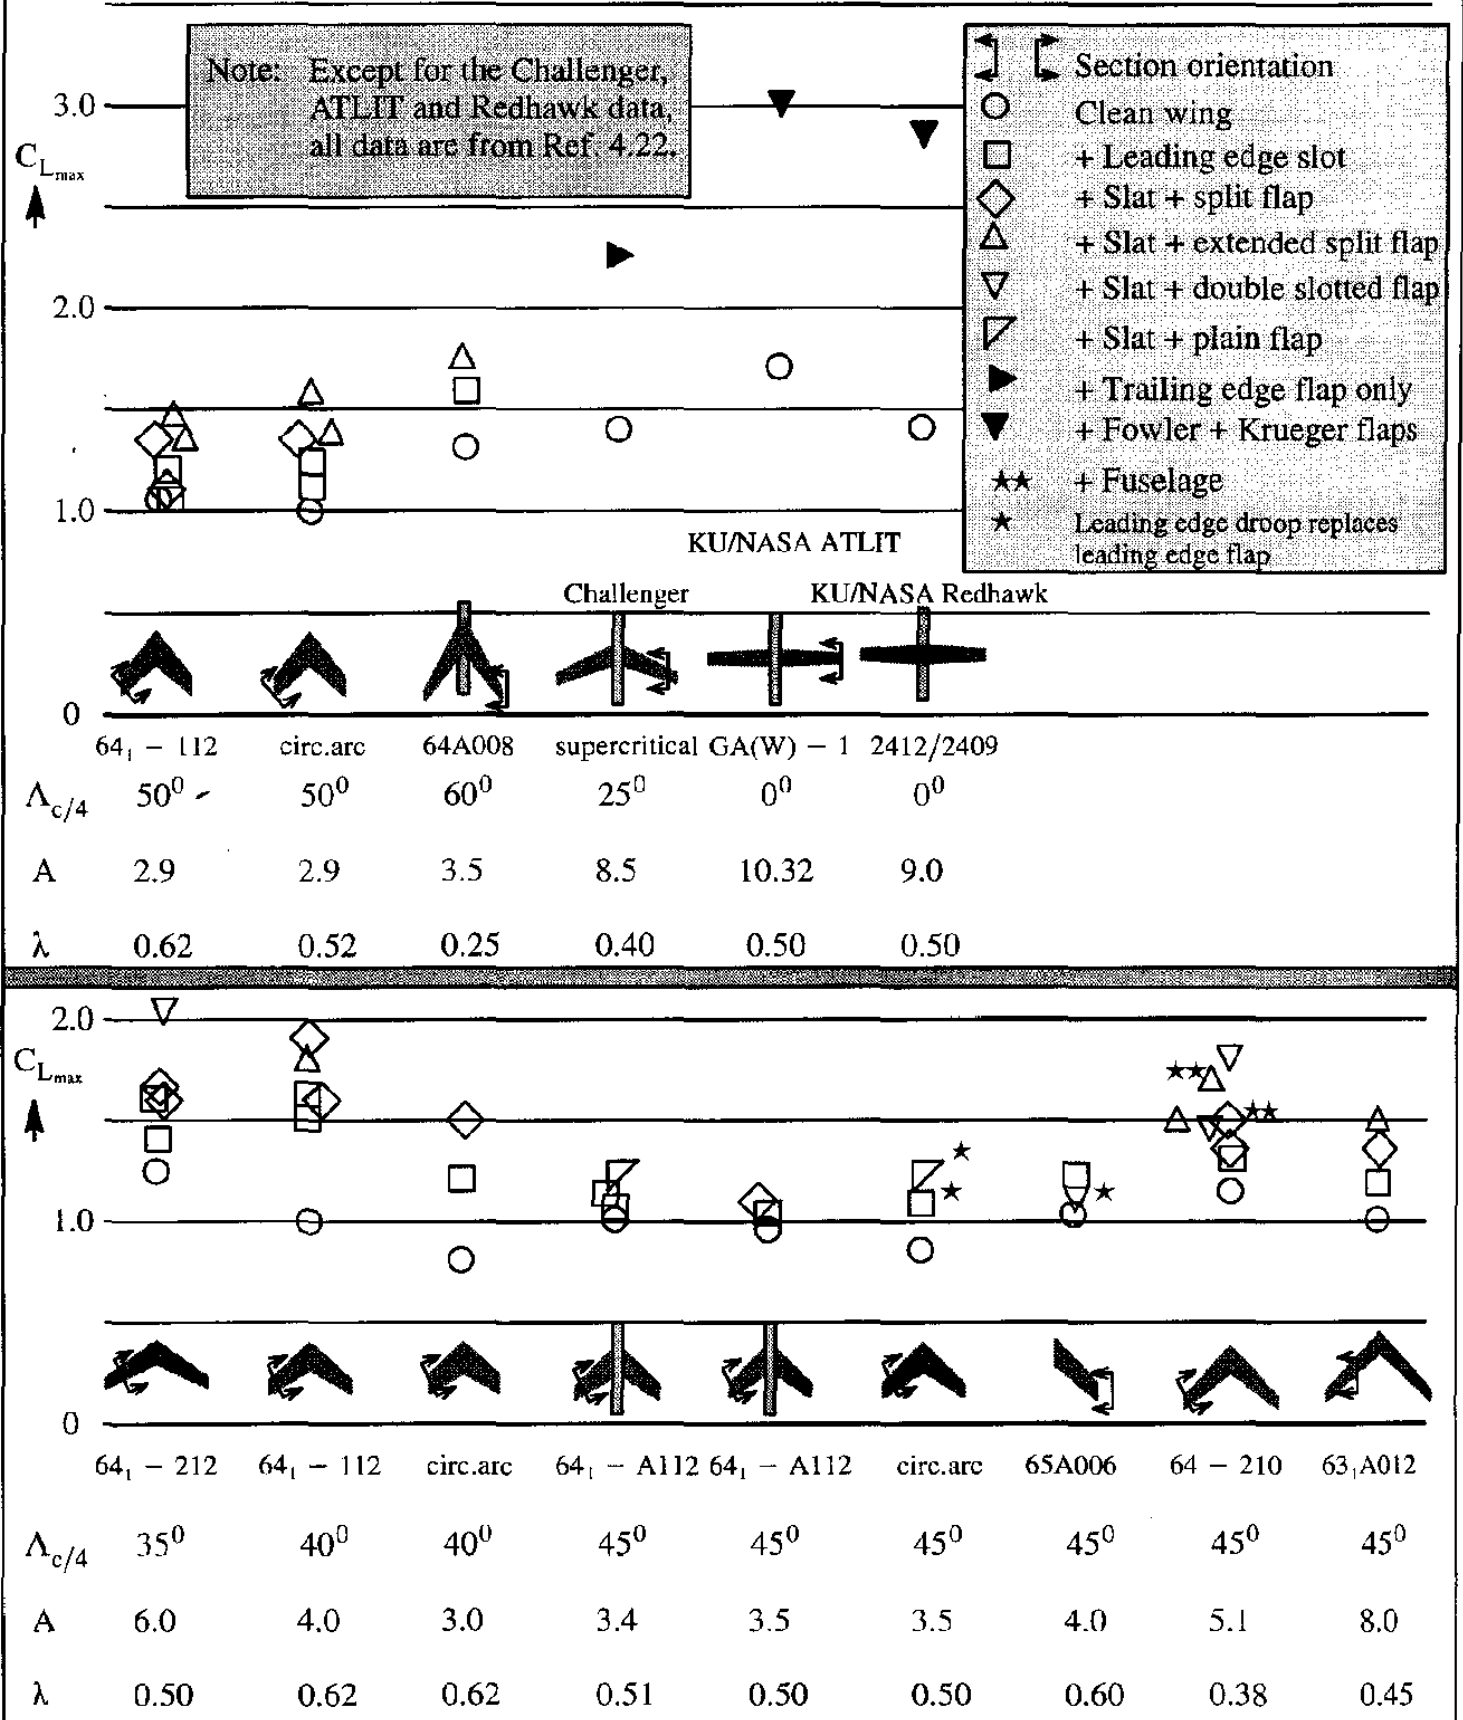 Note: Except for the Challenger,
ATLIT and Redhawk data,
all data are from Ref. 4.22.
Section orientation
Clean wing
+ Leading edge slot
+ Slat + split flap
+ Slat + extended split flap
+ Slat + double slotted flap
+ Slat + plain flap
+ Trailing edge flap only
+ Fowler + Krueger flaps
★★ + Fuselage
★ Leading edge droop replaces
leading edge flap
3.0
C_Lmax
2.0
1.0
KU/NASA ATLIT
Challenger KU/NASA Redhawk
0
64₁ – 112 circ.arc 64A008 supercritical GA(W) – 1 2412/2409
Λc/4 50⁰ 50⁰ 60⁰ 25⁰ 0⁰ 0⁰
A 2.9 2.9 3.5 8.5 10.32 9.0
λ 0.62 0.52 0.25 0.40 0.50 0.50
2.0
C_Lmax
1.0
0
64₁ – 212 64₁ – 112 circ.arc 64₁ – A112 64₁ – A112 circ.arc 65A006 64 – 210 63₁A012
Λc/4 35⁰ 40⁰ 40⁰ 45⁰ 45⁰ 45⁰ 45⁰ 45⁰ 45⁰
A 6.0 4.0 3.0 3.4 3.5 3.5 4.0 5.1 8.0
λ 0.50 0.62 0.62 0.51 0.50 0.50 0.60 0.38 0.45